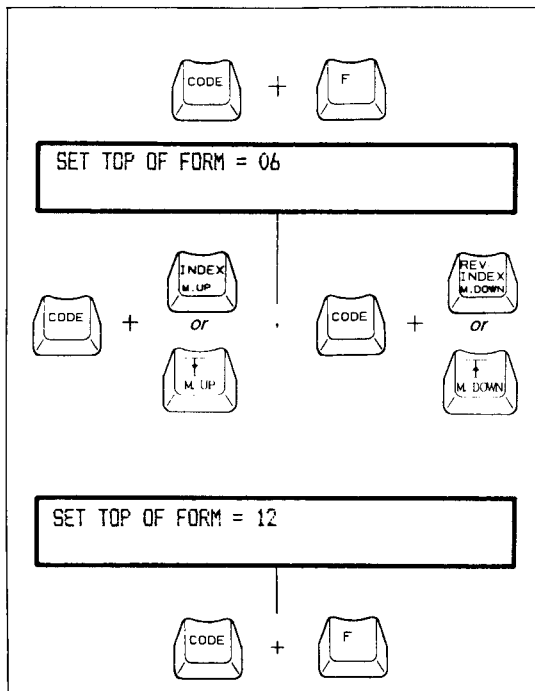 CODE + F
SET TOP OF FORM = 06
CODE + INDEX M.UP or M. UP
CODE + REV INDEX M.DOWN or M. DOWN
SET TOP OF FORM = 12
CODE + F